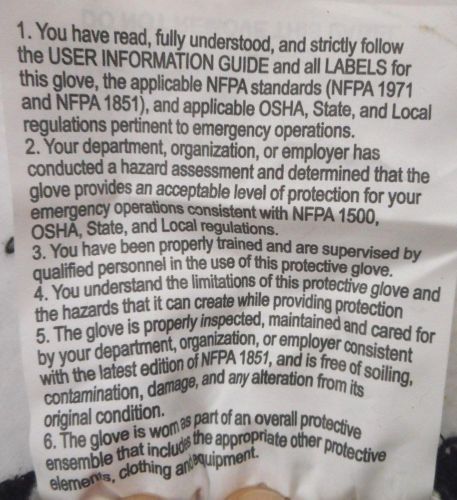 1. You have read, fully understood, and strictly follow
the USER INFORMATION GUIDE and all LABELS for
this glove, the applicable NFPA standards (NFPA 1971
and NFPA 1851), and applicable OSHA, State, and Local
regulations pertinent to emergency operations.
2. Your department, organization, or employer has
conducted a hazard assessment and determined that the
glove provides an acceptable level of protection for your
emergency operations consistent with NFPA 1500,
OSHA, State, and Local regulations.
3. You have been properly trained and are supervised by
qualified personnel in the use of this protective glove.
4. You understand the limitations of this protective glove and
the hazards that it can create while providing protection
5. The glove is properly inspected, maintained and cared for
by your department, organization, or employer consistent
with the latest edition of NFPA 1851, and is free of soiling,
contamination, damage, and any alteration from its
original condition.
6. The glove is worn as part of an overall protective
ensemble that includes the appropriate other protective
elements, clothing and equipment.